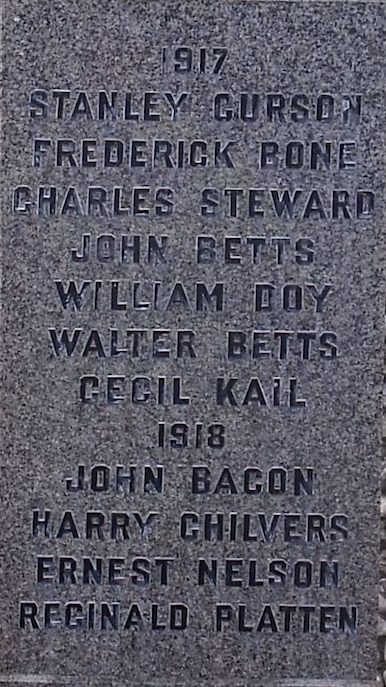 1917
STANLEY CURSON
FREDERICK BONE
CHARLES STEWARD
JOHN BETTS
WILLIAM DOY
WALTER BETTS
CECIL KAIL
1918
JOHN BACON
HARRY CHILVERS
ERNEST NELSON
REGINALD PLATTEN